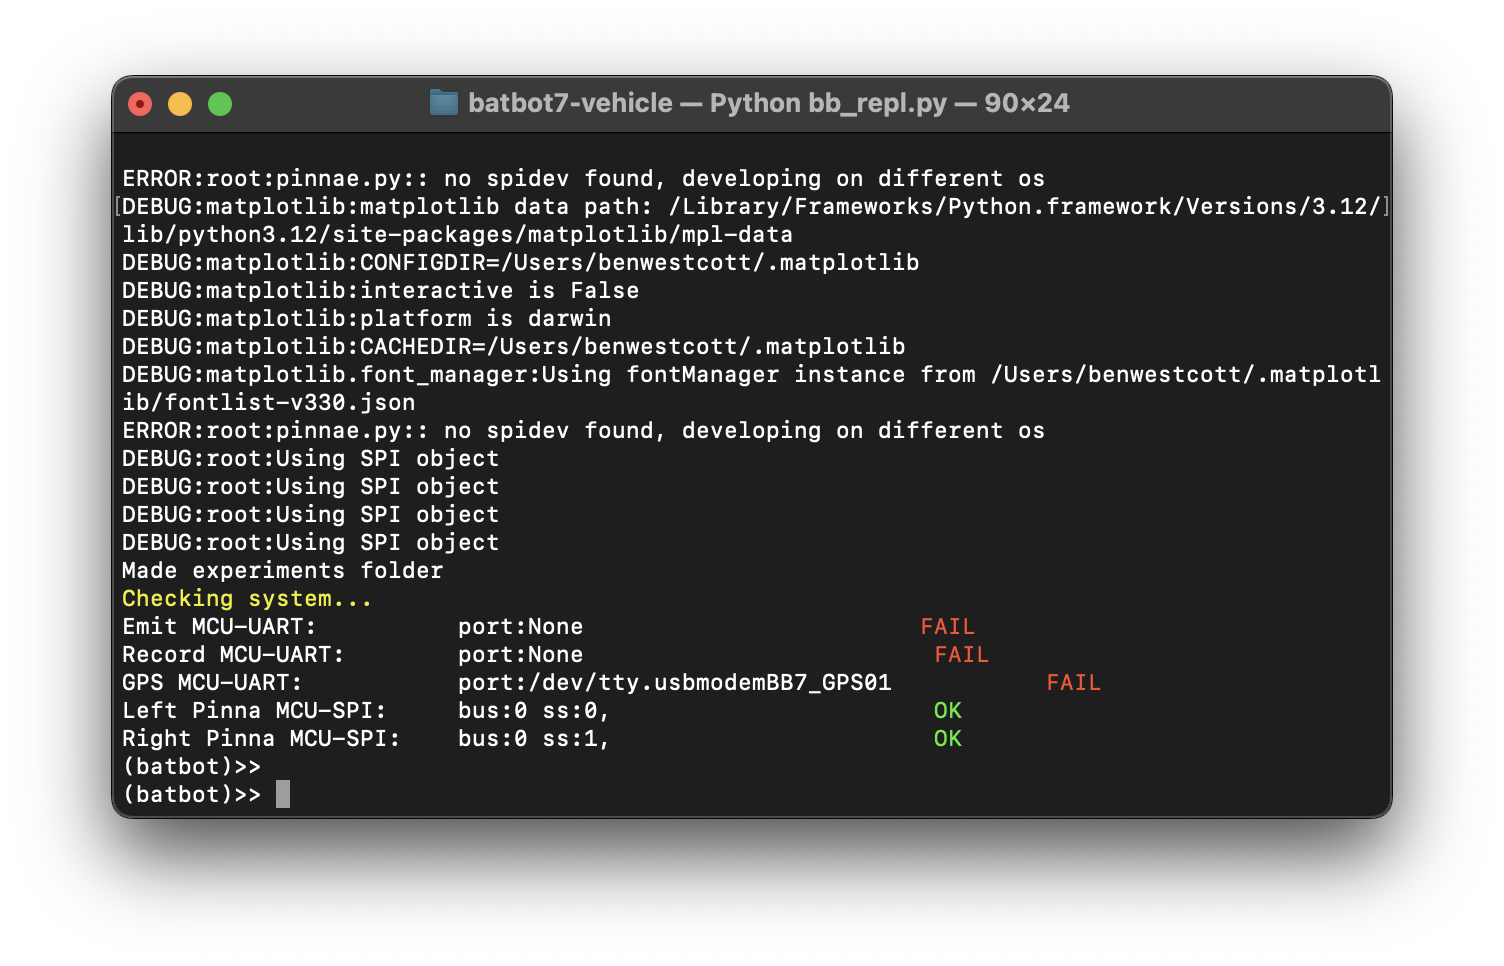 batbot7-vehicle — Python bb_repl.py — 90×24
ERROR:root:pinnae.py:: no spidev found, developing on different os
[DEBUG:matplotlib:matplotlib data path: /Library/Frameworks/Python.framework/Versions/3.12/]
lib/python3.12/site-packages/matplotlib/mpl-data
DEBUG:matplotlib:CONFIGDIR=/Users/benwestcott/.matplotlib
DEBUG:matplotlib:interactive is False
DEBUG:matplotlib:platform is darwin
DEBUG:matplotlib:CACHEDIR=/Users/benwestcott/.matplotlib
DEBUG:matplotlib.font_manager:Using fontManager instance from /Users/benwestcott/.matplotl
ib/fontlist-v330.json
ERROR:root:pinnae.py:: no spidev found, developing on different os
DEBUG:root:Using SPI object
DEBUG:root:Using SPI object
DEBUG:root:Using SPI object
DEBUG:root:Using SPI object
Made experiments folder
Checking system...
Emit MCU-UART: port:None FAIL
Record MCU-UART: port:None FAIL
GPS MCU-UART: port:/dev/tty.usbmodemBB7_GPS01 FAIL
Left Pinna MCU-SPI: bus:0 ss:0, OK
Right Pinna MCU-SPI: bus:0 ss:1, OK
(batbot)>>
(batbot)>>